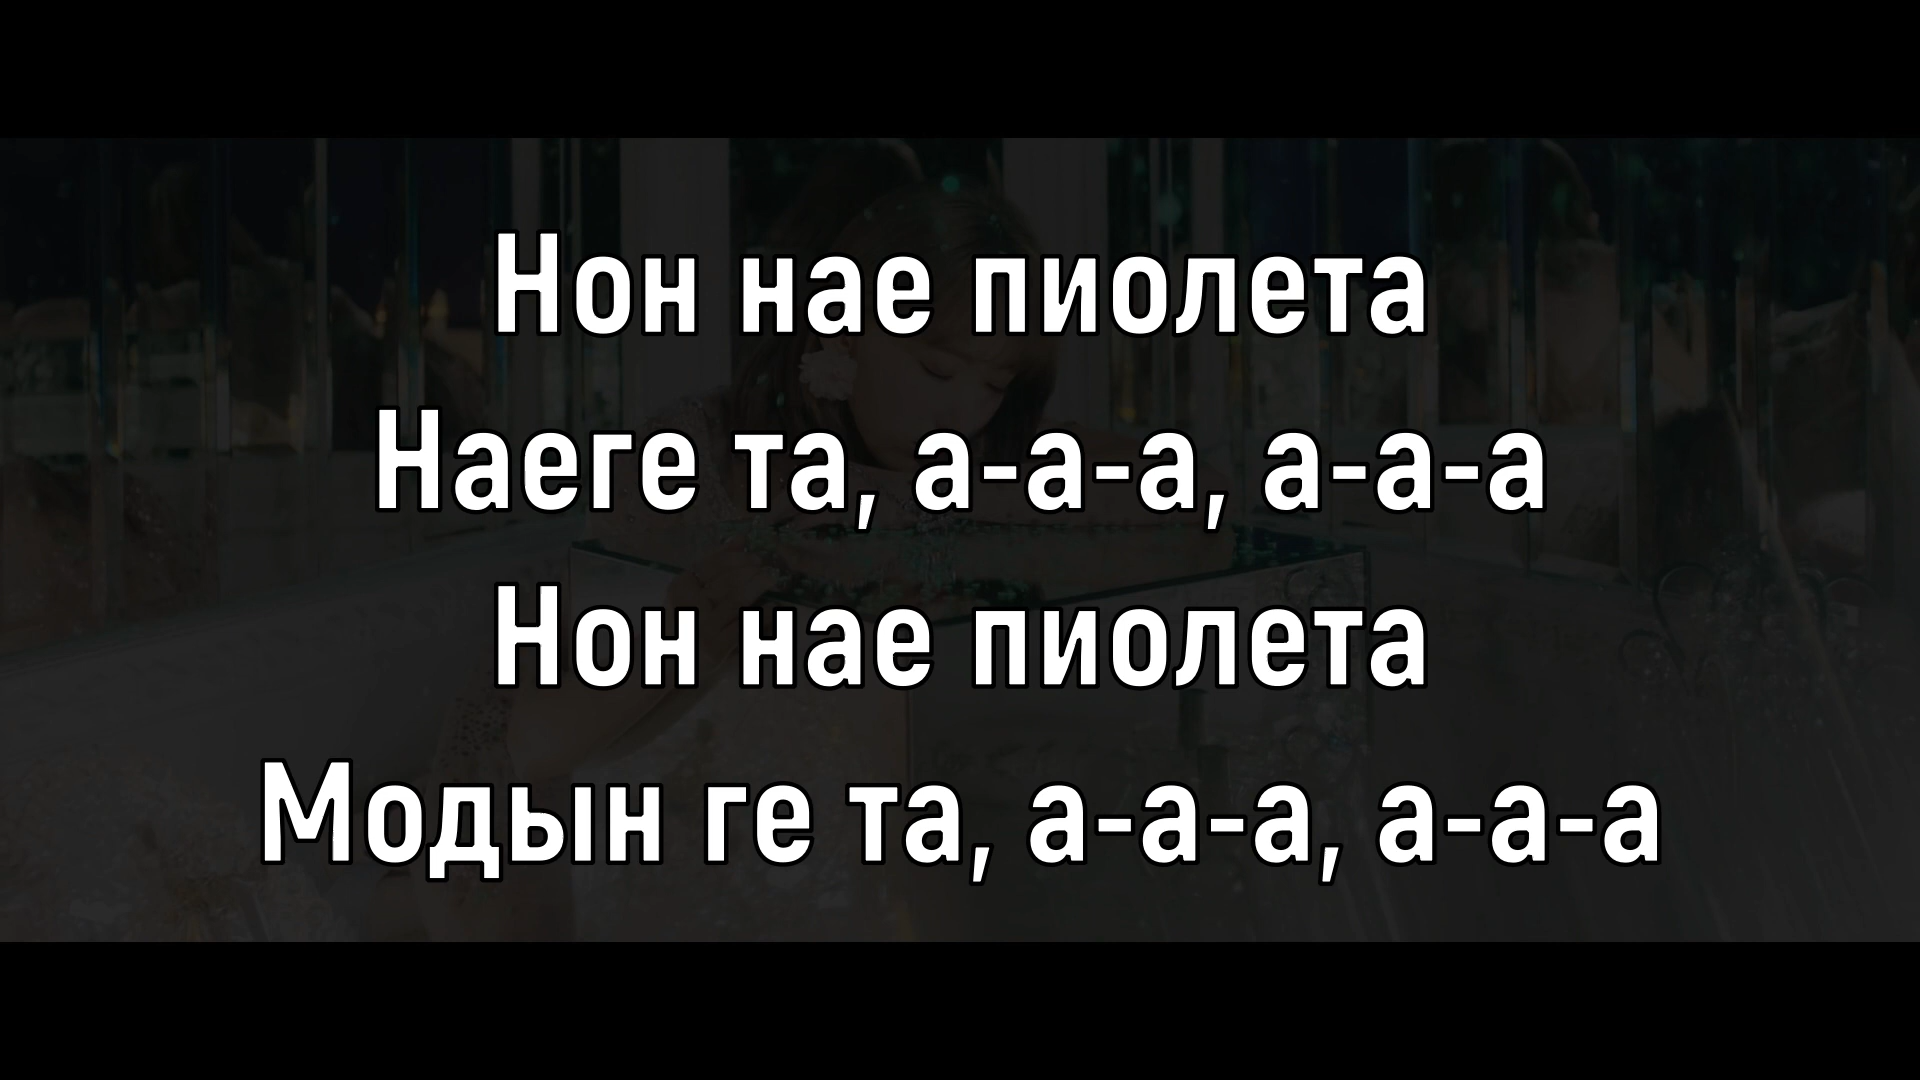 Нон нае пиолета
Наеге та, а-а-а, а-а-а
Нон нае пиолета
Модын ге та, а-а-а, а-а-а